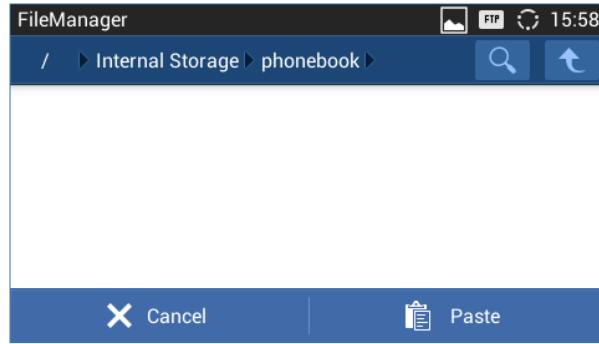 FileManager FTP 15:58
/ Internal Storage phonebook
Cancel Paste